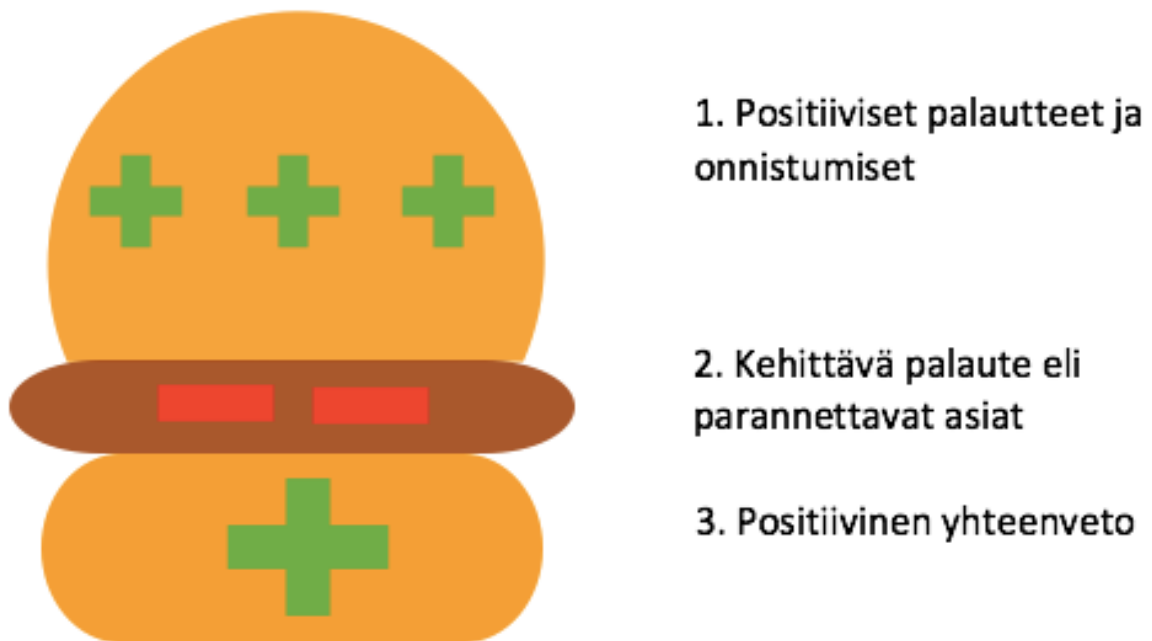 1. Positiiviset palautteet ja
onnistumiset
2. Kehittävä palaute eli
parannettavat asiat
3. Positiivinen yhteenveto